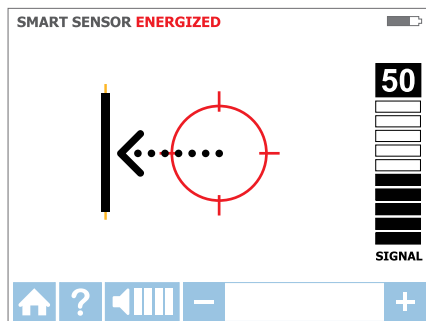 SMART SENSOR ENERGIZED
50
SIGNAL
?
− +